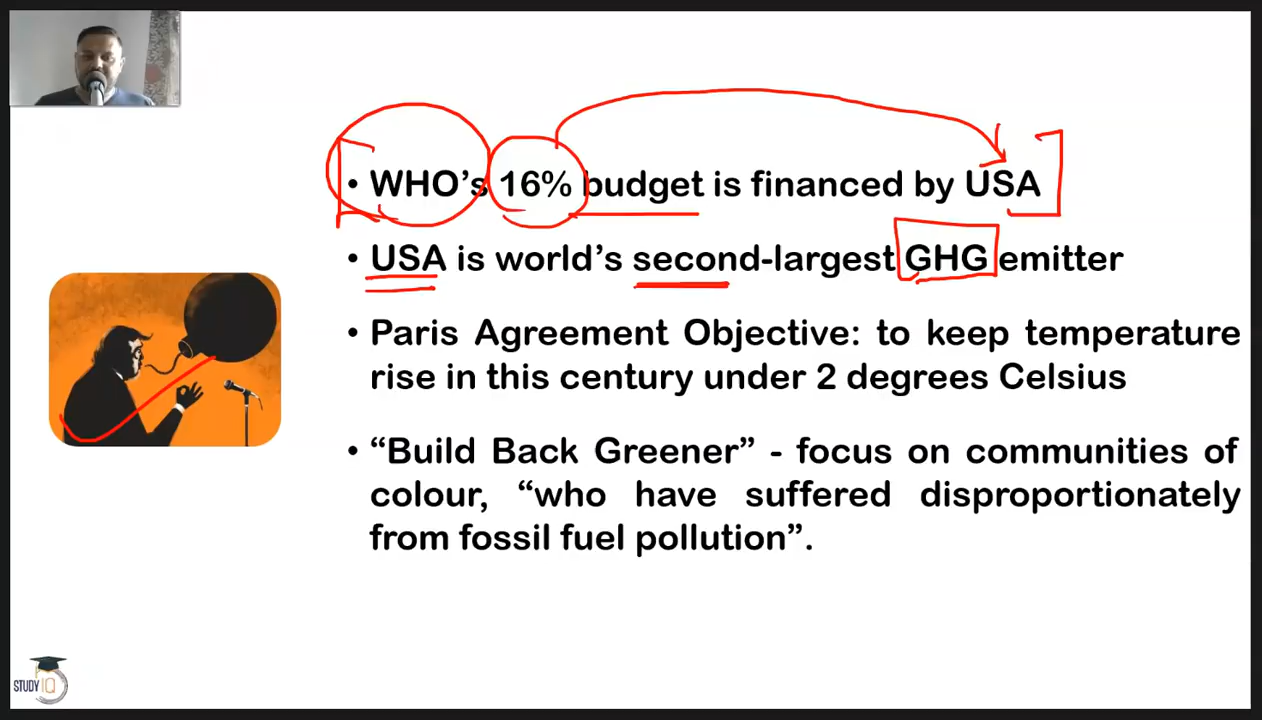 • WHO’s 16% budget is financed by USA
• USA is world’s second-largest GHG emitter
• Paris Agreement Objective: to keep temperature
rise in this century under 2 degrees Celsius
• “Build Back Greener” - focus on communities of
colour, “who have suffered disproportionately
from fossil fuel pollution”.
STUDY IQ